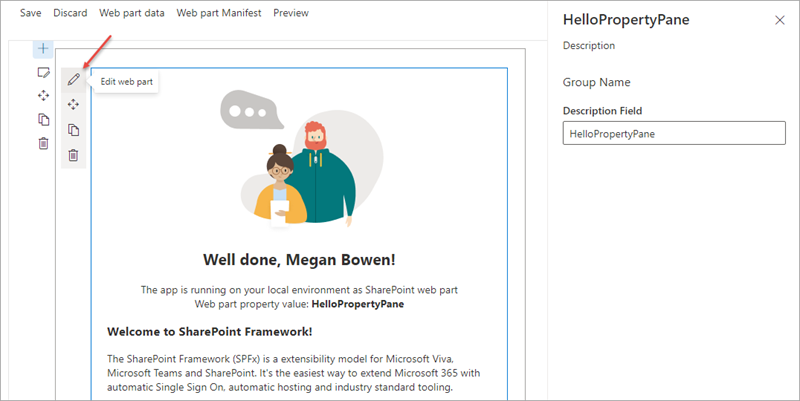 Save Discard Web part data Web part Manifest Preview
Edit web part
Well done, Megan Bowen!
The app is running on your local environment as SharePoint web part
Web part property value: HelloPropertyPane
Welcome to SharePoint Framework!
The SharePoint Framework (SPFx) is a extensibility model for Microsoft Viva,
Microsoft Teams and SharePoint. It's the easiest way to extend Microsoft 365 with
automatic Single Sign On, automatic hosting and industry standard tooling.
HelloPropertyPane
Description
Group Name
Description Field
HelloPropertyPane